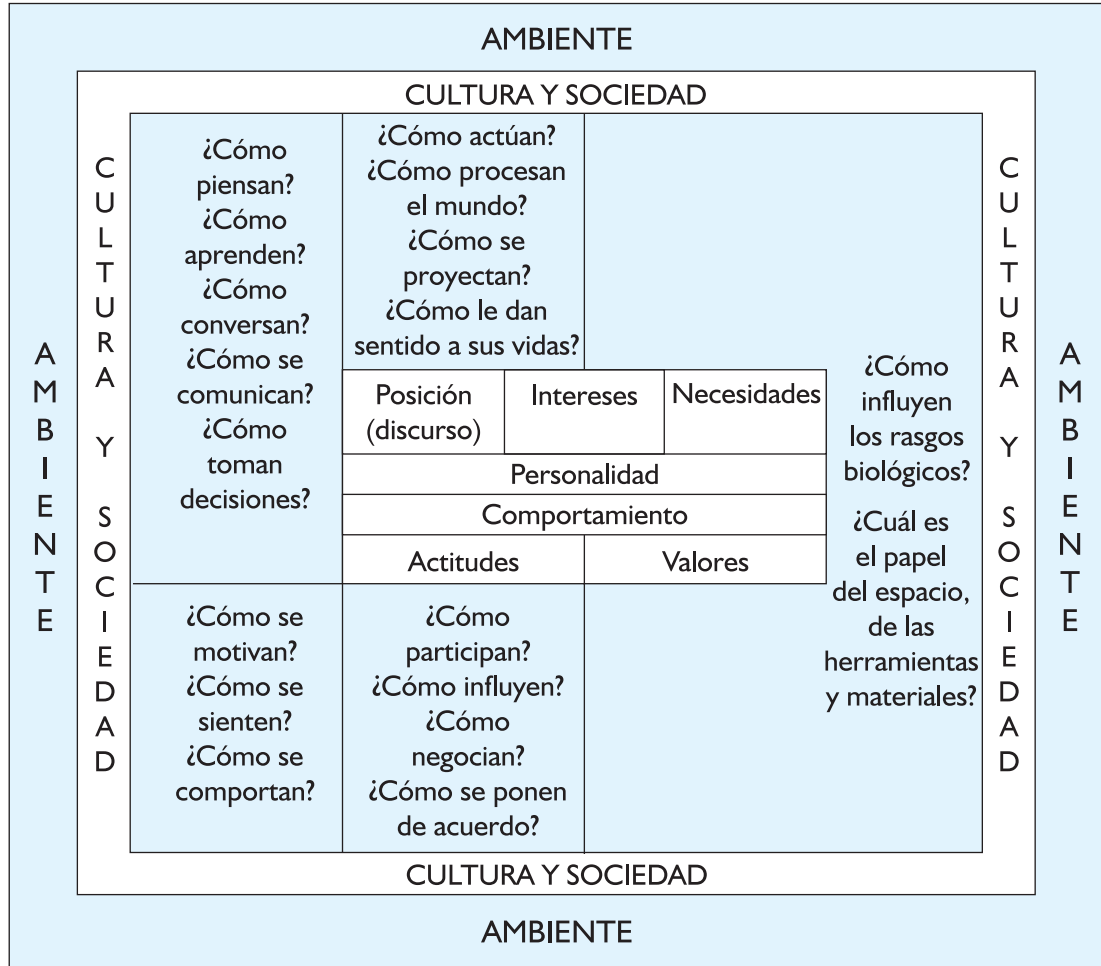 AMBIENTE
CULTURA Y SOCIEDAD
AMBIENTE
CULTURA Y SOCIEDAD
¿Cómo
piensan?
¿Cómo
aprenden?
¿Cómo
conversan?
¿Cómo se
comunican?
¿Cómo
toman
decisiones?
¿Cómo actúan?
¿Cómo procesan
el mundo?
¿Cómo se
proyectan?
¿Cómo le dan
sentido a sus vidas?
Posición
(discurso)
Intereses
Necesidades
Personalidad
Comportamiento
Actitudes
Valores
¿Cómo
influyen
los rasgos
biológicos?
¿Cuál es
el papel
del espacio,
de las
herramientas
y materiales?
¿Cómo se
motivan?
¿Cómo se
sienten?
¿Cómo se
comportan?
¿Cómo
participan?
¿Cómo influyen?
¿Cómo
negocian?
¿Cómo se ponen
de acuerdo?
CULTURA Y SOCIEDAD
AMBIENTE
CULTURA Y SOCIEDAD
AMBIENTE